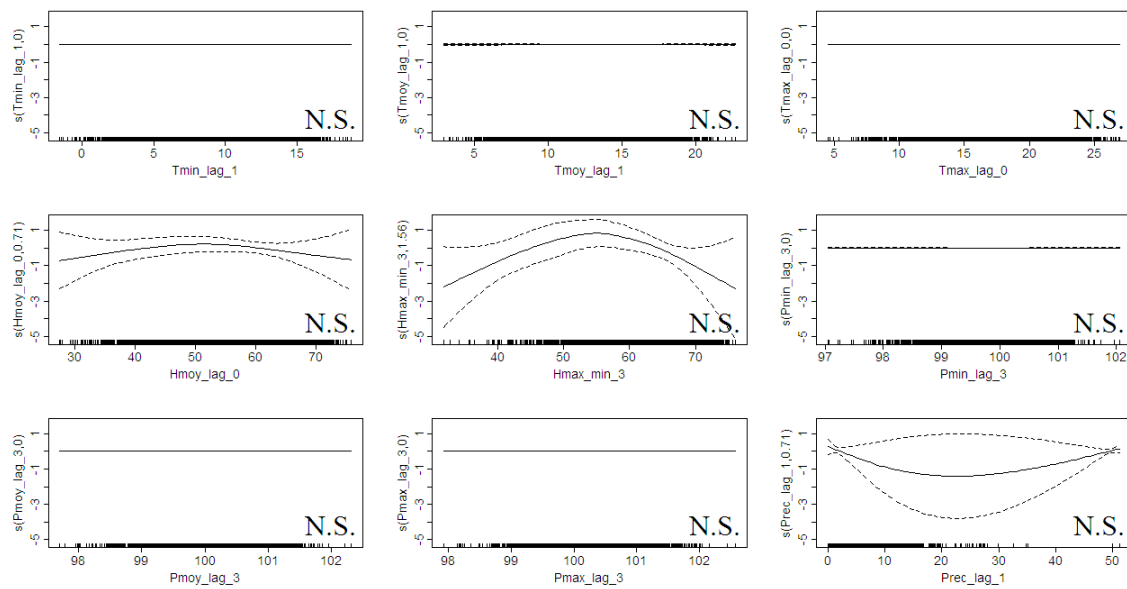 s(Tmin_lag_1,0)
1
-1
-3
-5
N.S.
0 5 10 15
Tmin_lag_1
s(Tmoy_lag_1,0)
1
-1
-3
-5
N.S.
5 10 15 20
Tmoy_lag_1
s(Tmax_lag_0,0)
1
-1
-3
-5
N.S.
5 10 15 20 25
Tmax_lag_0
s(Hmoy_lag_0,0.71)
1
-1
-3
-5
N.S.
30 40 50 60 70
Hmoy_lag_0
s(Hmax_min_3,1.56)
1
-1
-3
-5
N.S.
40 50 60 70
Hmax_min_3
s(Pmin_lag_3,0)
1
-1
-3
-5
N.S.
97 98 99 100 101 102
Pmin_lag_3
s(Pmoy_lag_3,0)
1
-1
-3
-5
N.S.
98 99 100 101 102
Pmoy_lag_3
s(Pmax_lag_3,0)
1
-1
-3
-5
N.S.
98 99 100 101 102
Pmax_lag_3
s(Prec_lag_1,0.71)
1
-1
-3
-5
N.S.
0 10 20 30 40 50
Prec_lag_1